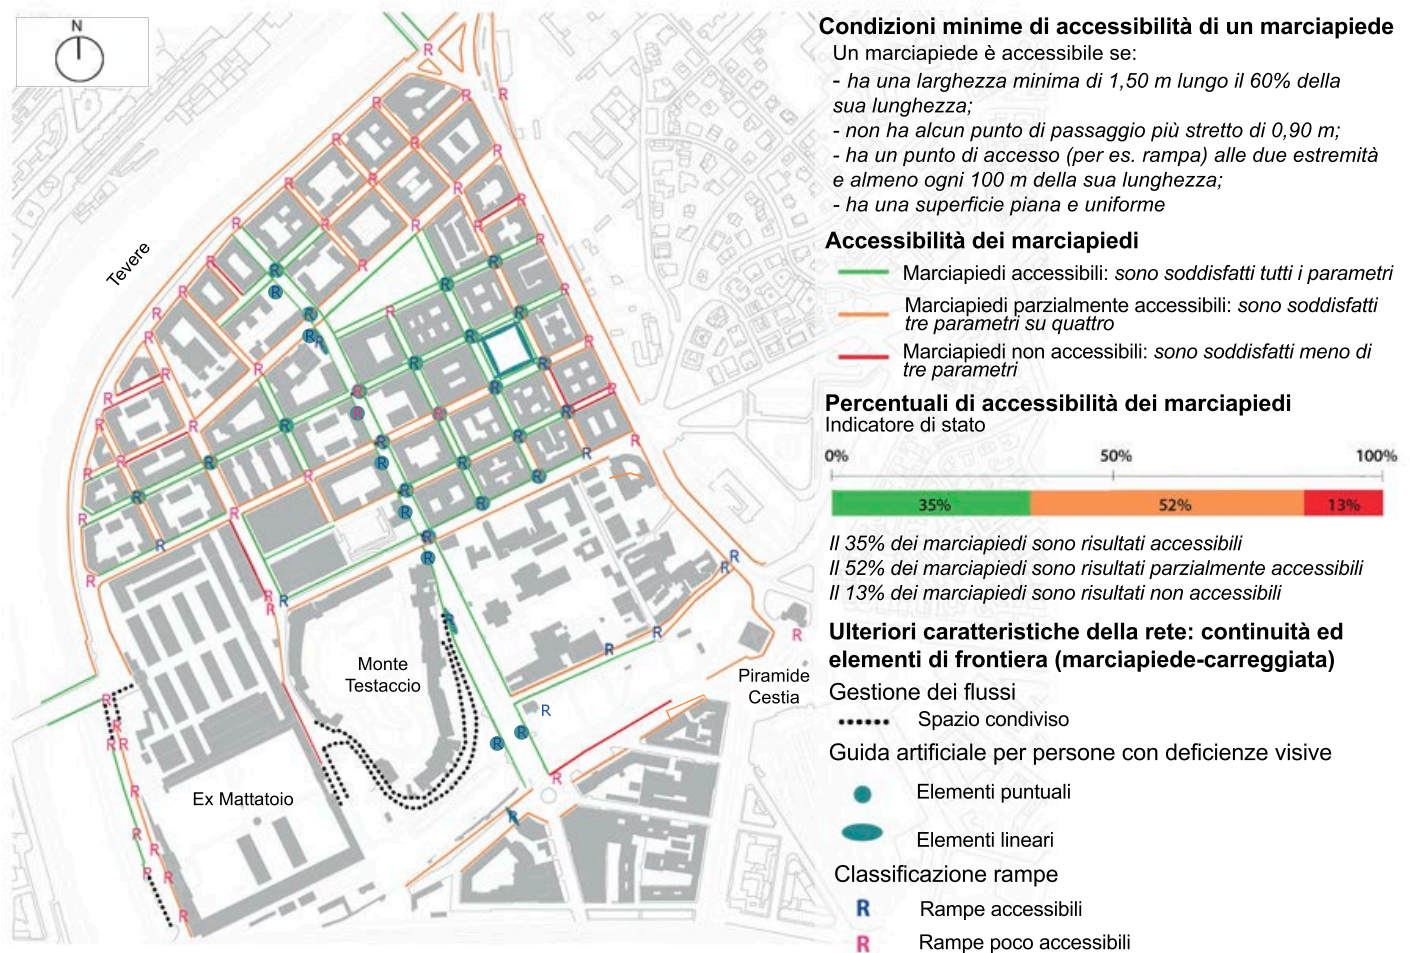 N
Tevere
Monte
Testaccio
Piramide
Cestia
Ex Mattatoio
Condizioni minime di accessibilità di un marciapiede
Un marciapiede è accessibile se:
- ha una larghezza minima di 1,50 m lungo il 60% della
sua lunghezza;
- non ha alcun punto di passaggio più stretto di 0,90 m;
- ha un punto di accesso (per es. rampa) alle due estremità
e almeno ogni 100 m della sua lunghezza;
- ha una superficie piana e uniforme
Accessibilità dei marciapiedi
Marciapiedi accessibili: sono soddisfatti tutti i parametri
Marciapiedi parzialmente accessibili: sono soddisfatti
tre parametri su quattro
Marciapiedi non accessibili: sono soddisfatti meno di
tre parametri
Percentuali di accessibilità dei marciapiedi
Indicatore di stato
0% 50% 100%
35% 52% 13%
Il 35% dei marciapiedi sono risultati accessibili
Il 52% dei marciapiedi sono risultati parzialmente accessibili
Il 13% dei marciapiedi sono risultati non accessibili
Ulteriori caratteristiche della rete: continuità ed
elementi di frontiera (marciapiede-carreggiata)
Gestione dei flussi
Spazio condiviso
Guida artificiale per persone con deficienze visive
Elementi puntuali
Elementi lineari
Classificazione rampe
R Rampe accessibili
R Rampe poco accessibili